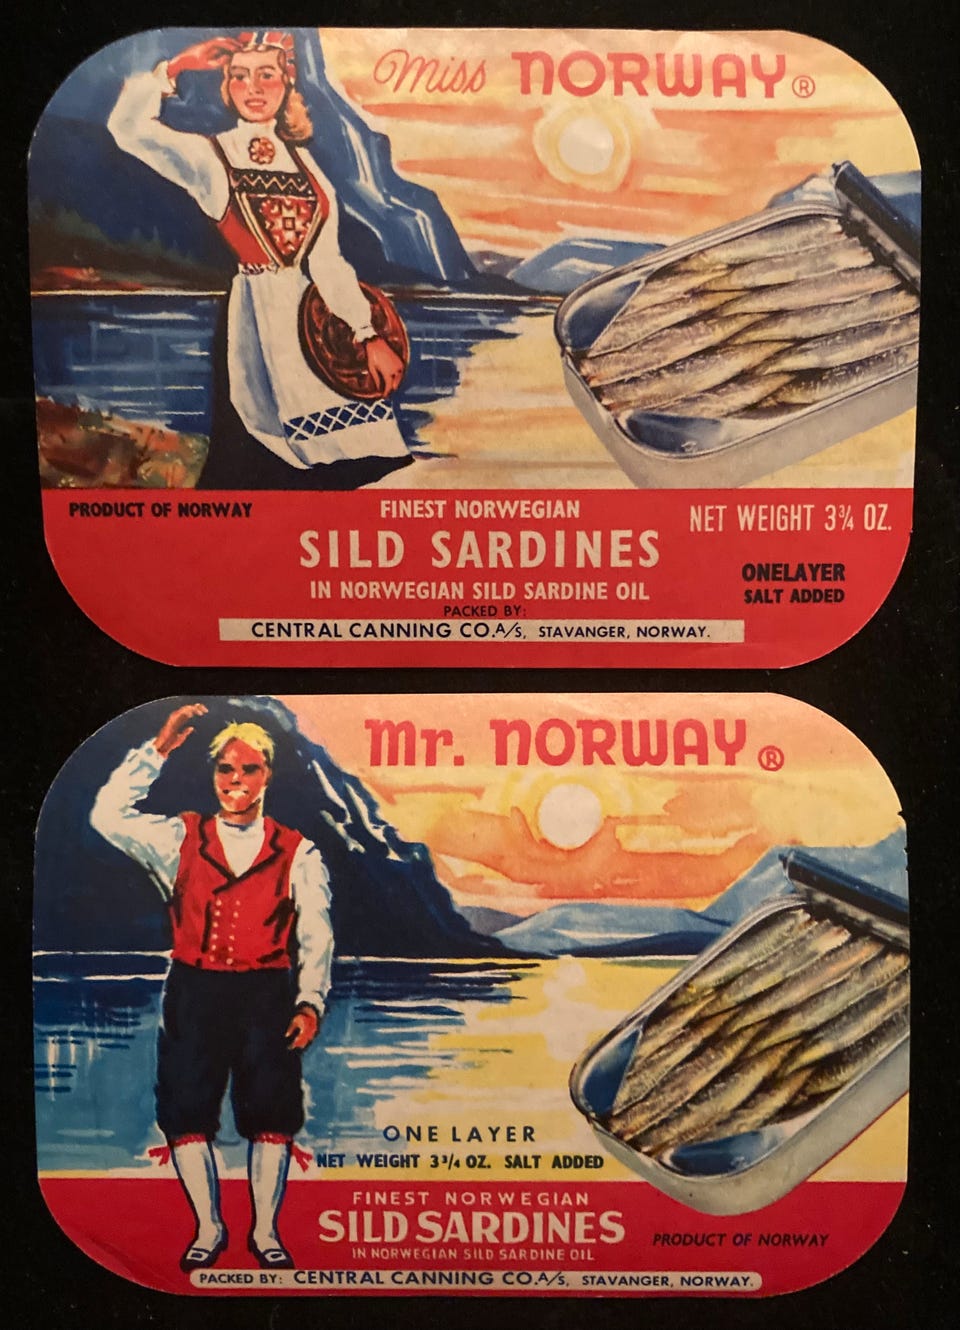 Miss NORWAY®
PRODUCT OF NORWAY
FINEST NORWEGIAN
SILD SARDINES
IN NORWEGIAN SILD SARDINE OIL
PACKED BY:
CENTRAL CANNING CO.A/S, STAVANGER, NORWAY.
NET WEIGHT 3¾ OZ.
ONELAYER
SALT ADDED
Mr. NORWAY®
ONE LAYER
NET WEIGHT 3¾ OZ. SALT ADDED
FINEST NORWEGIAN
SILD SARDINES
IN NORWEGIAN SILD SARDINE OIL
PRODUCT OF NORWAY
PACKED BY: CENTRAL CANNING CO.A/S, STAVANGER, NORWAY.